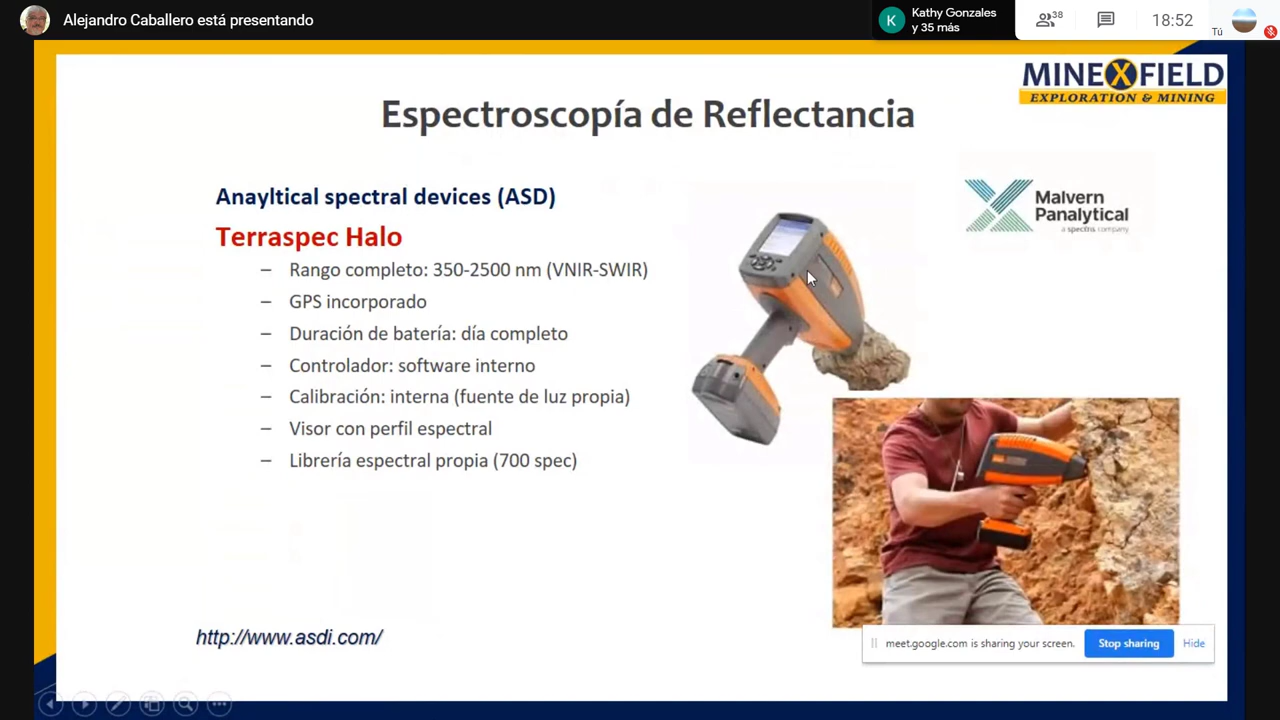 Alejandro Caballero está presentando
K
Kathy Gonzales
y 35 más
38
18:52
Tú
MINEXFIELD
EXPLORATION & MINING
Espectroscopía de Reflectancia
Anayltical spectral devices (ASD)
Terraspec Halo
– Rango completo: 350-2500 nm (VNIR-SWIR)
– GPS incorporado
– Duración de batería: día completo
– Controlador: software interno
– Calibración: interna (fuente de luz propia)
– Visor con perfil espectral
– Librería espectral propia (700 spec)
Malvern
Panalytical
a spectris company
http://www.asdi.com/
meet.google.com is sharing your screen.
Stop sharing
Hide